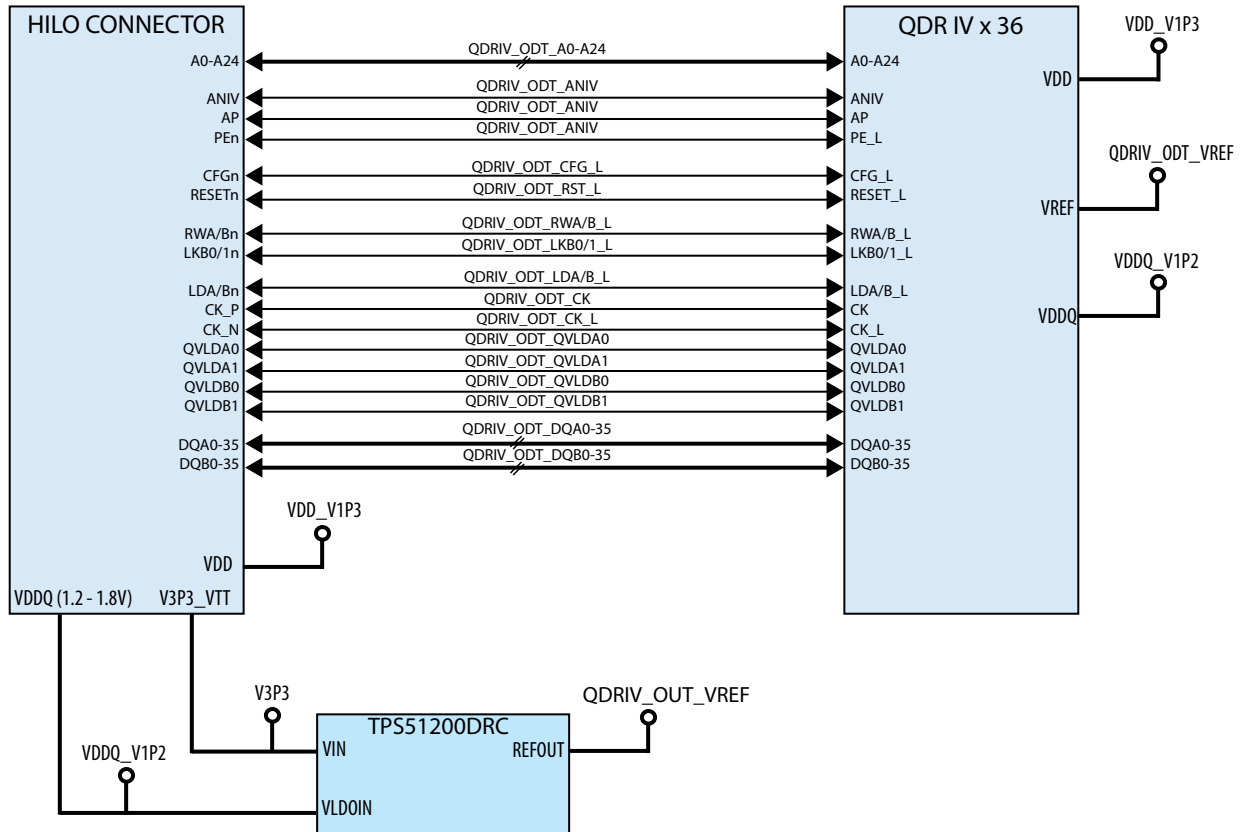 HILO CONNECTOR
QDR IV x 36
VDD_V1P3
A0-A24 QDRIV_ODT_A0-A24 A0-A24
VDD
ANIV QDRIV_ODT_ANIV ANIV
AP QDRIV_ODT_ANIV AP
PEn QDRIV_ODT_ANIV PE_L
QDRIV_ODT_VREF
CFGn QDRIV_ODT_CFG_L CFG_L
RESETn QDRIV_ODT_RST_L RESET_L
VREF
RWA/Bn QDRIV_ODT_RWA/B_L RWA/B_L
LKB0/1n QDRIV_ODT_LKB0/1_L LKB0/1_L
VDDQ_V1P2
LDA/Bn QDRIV_ODT_LDA/B_L LDA/B_L
CK_P QDRIV_ODT_CK CK
VDDQ
CK_N QDRIV_ODT_CK_L CK_L
QVLDA0 QDRIV_ODT_QVLDA0 QVLDA0
QVLDA1 QDRIV_ODT_QVLDA1 QVLDA1
QVLDB0 QDRIV_ODT_QVLDB0 QVLDB0
QVLDB1 QDRIV_ODT_QVLDB1 QVLDB1
DQA0-35 QDRIV_ODT_DQA0-35 DQA0-35
DQB0-35 QDRIV_ODT_DQB0-35 DQB0-35
VDD_V1P3
VDD
VDDQ (1.2 - 1.8V) V3P3_VTT
V3P3
QDRIV_OUT_VREF
TPS51200DRC
VIN REFOUT
VDDQ_V1P2
VLDOIN